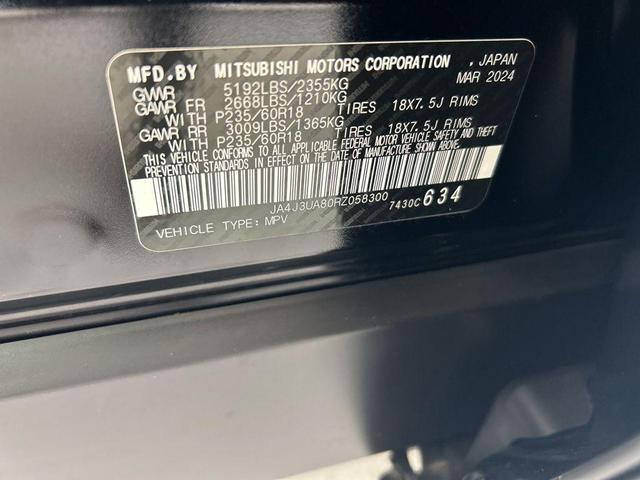 MFD.BY MITSUBISHI MOTORS CORPORATION , JAPAN
GVWR 5192LBS/2355KG MAR 2024
GAWR FR 2668LBS/1210KG
WITH P235/60R18 TIRES 18X7.5J RIMS
GAWR RR 3009LBS/1365KG
WITH P235/60R18 TIRES 18X7.5J RIMS
THIS VEHICLE CONFORMS TO ALL APPLICABLE FEDERAL MOTOR VEHICLE SAFETY AND THEFT
PREVENTION STANDARDS IN EFFECT ON THE DATE OF MANUFACTURE SHOWN ABOVE.
JA4J3UA80RZ058300 7430C 634
VEHICLE TYPE: MPV